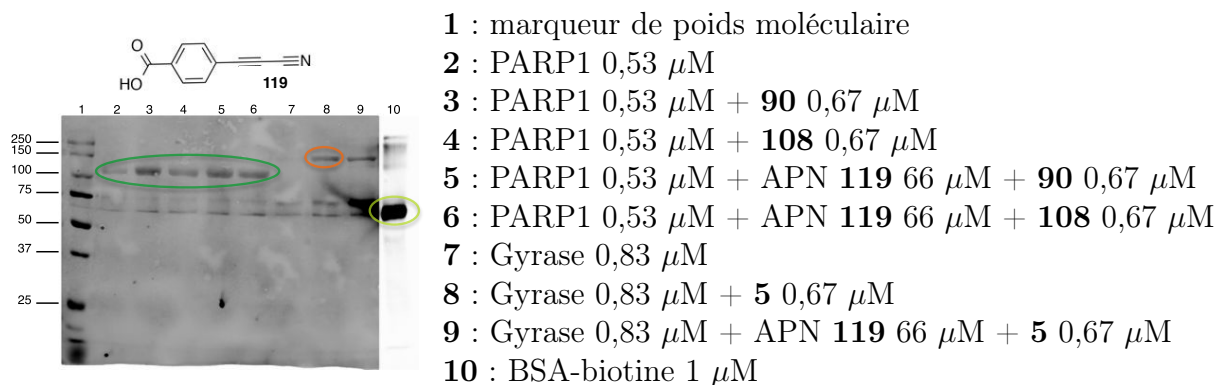 O
HO
N
119
1 2 3 4 5 6 7 8 9 10
250
150
100
75
50
37
25
1 : marqueur de poids moléculaire
2 : PARP1 0,53 μM
3 : PARP1 0,53 μM + 90 0,67 μM
4 : PARP1 0,53 μM + 108 0,67 μM
5 : PARP1 0,53 μM + APN 119 66 μM + 90 0,67 μM
6 : PARP1 0,53 μM + APN 119 66 μM + 108 0,67 μM
7 : Gyrase 0,83 μM
8 : Gyrase 0,83 μM + 5 0,67 μM
9 : Gyrase 0,83 μM + APN 119 66 μM + 5 0,67 μM
10 : BSA-biotine 1 μM